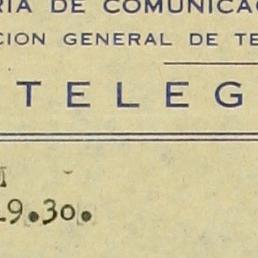 RIA DE COMUNICAC
CION GENERAL DE TE
TELEG
19.30.